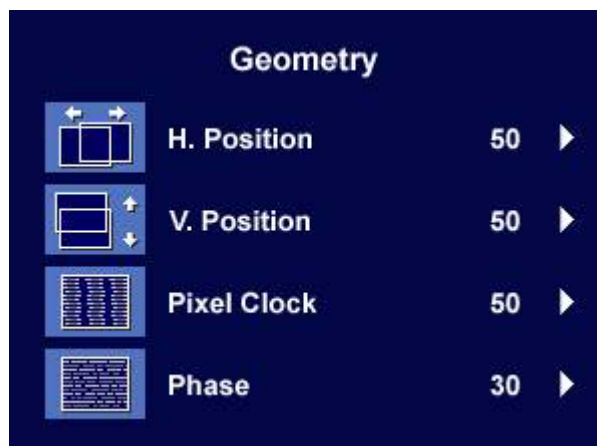 Geometry
H. Position 50
V. Position 50
Pixel Clock 50
Phase 30